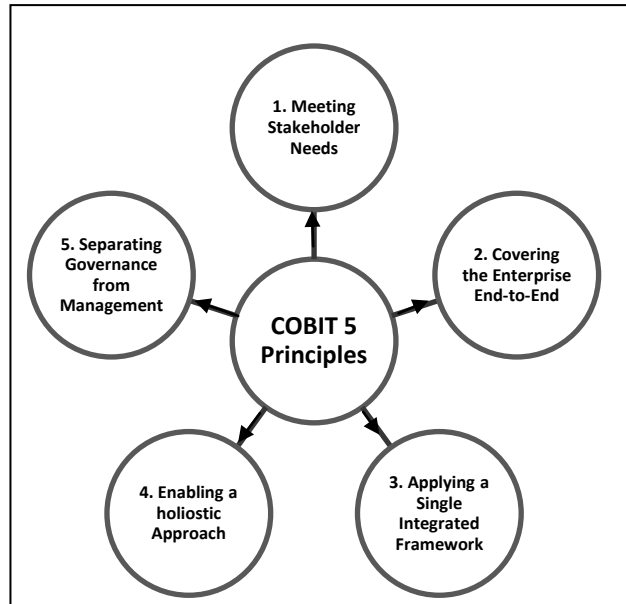 1. Meeting
Stakeholder
Needs
2. Covering
the Enterprise
End-to-End
3. Applying a
Single
Integrated
Framework
4. Enabling a
holiostic
Approach
5. Separating
Governance
from
Management
COBIT 5
Principles